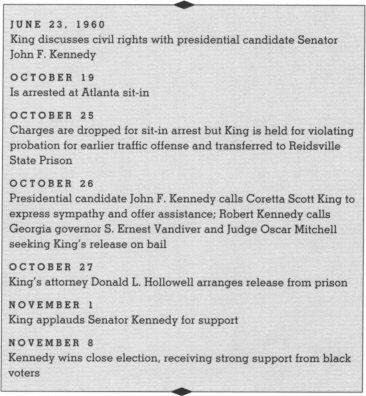 JUNE 23, 1960
King discusses civil rights with presidential candidate Senator
John F. Kennedy
OCTOBER 19
Is arrested at Atlanta sit-in
OCTOBER 25
Charges are dropped for sit-in arrest but King is held for violating
probation for earlier traffic offense and transferred to Reidsville
State Prison
OCTOBER 26
Presidential candidate John F. Kennedy calls Coretta Scott King to
express sympathy and offer assistance; Robert Kennedy calls
Georgia governor S. Ernest Vandiver and Judge Oscar Mitchell
seeking King's release on bail
OCTOBER 27
King's attorney Donald L. Hollowell arranges release from prison
NOVEMBER 1
King applauds Senator Kennedy for support
NOVEMBER 8
Kennedy wins close election, receiving strong support from black
voters